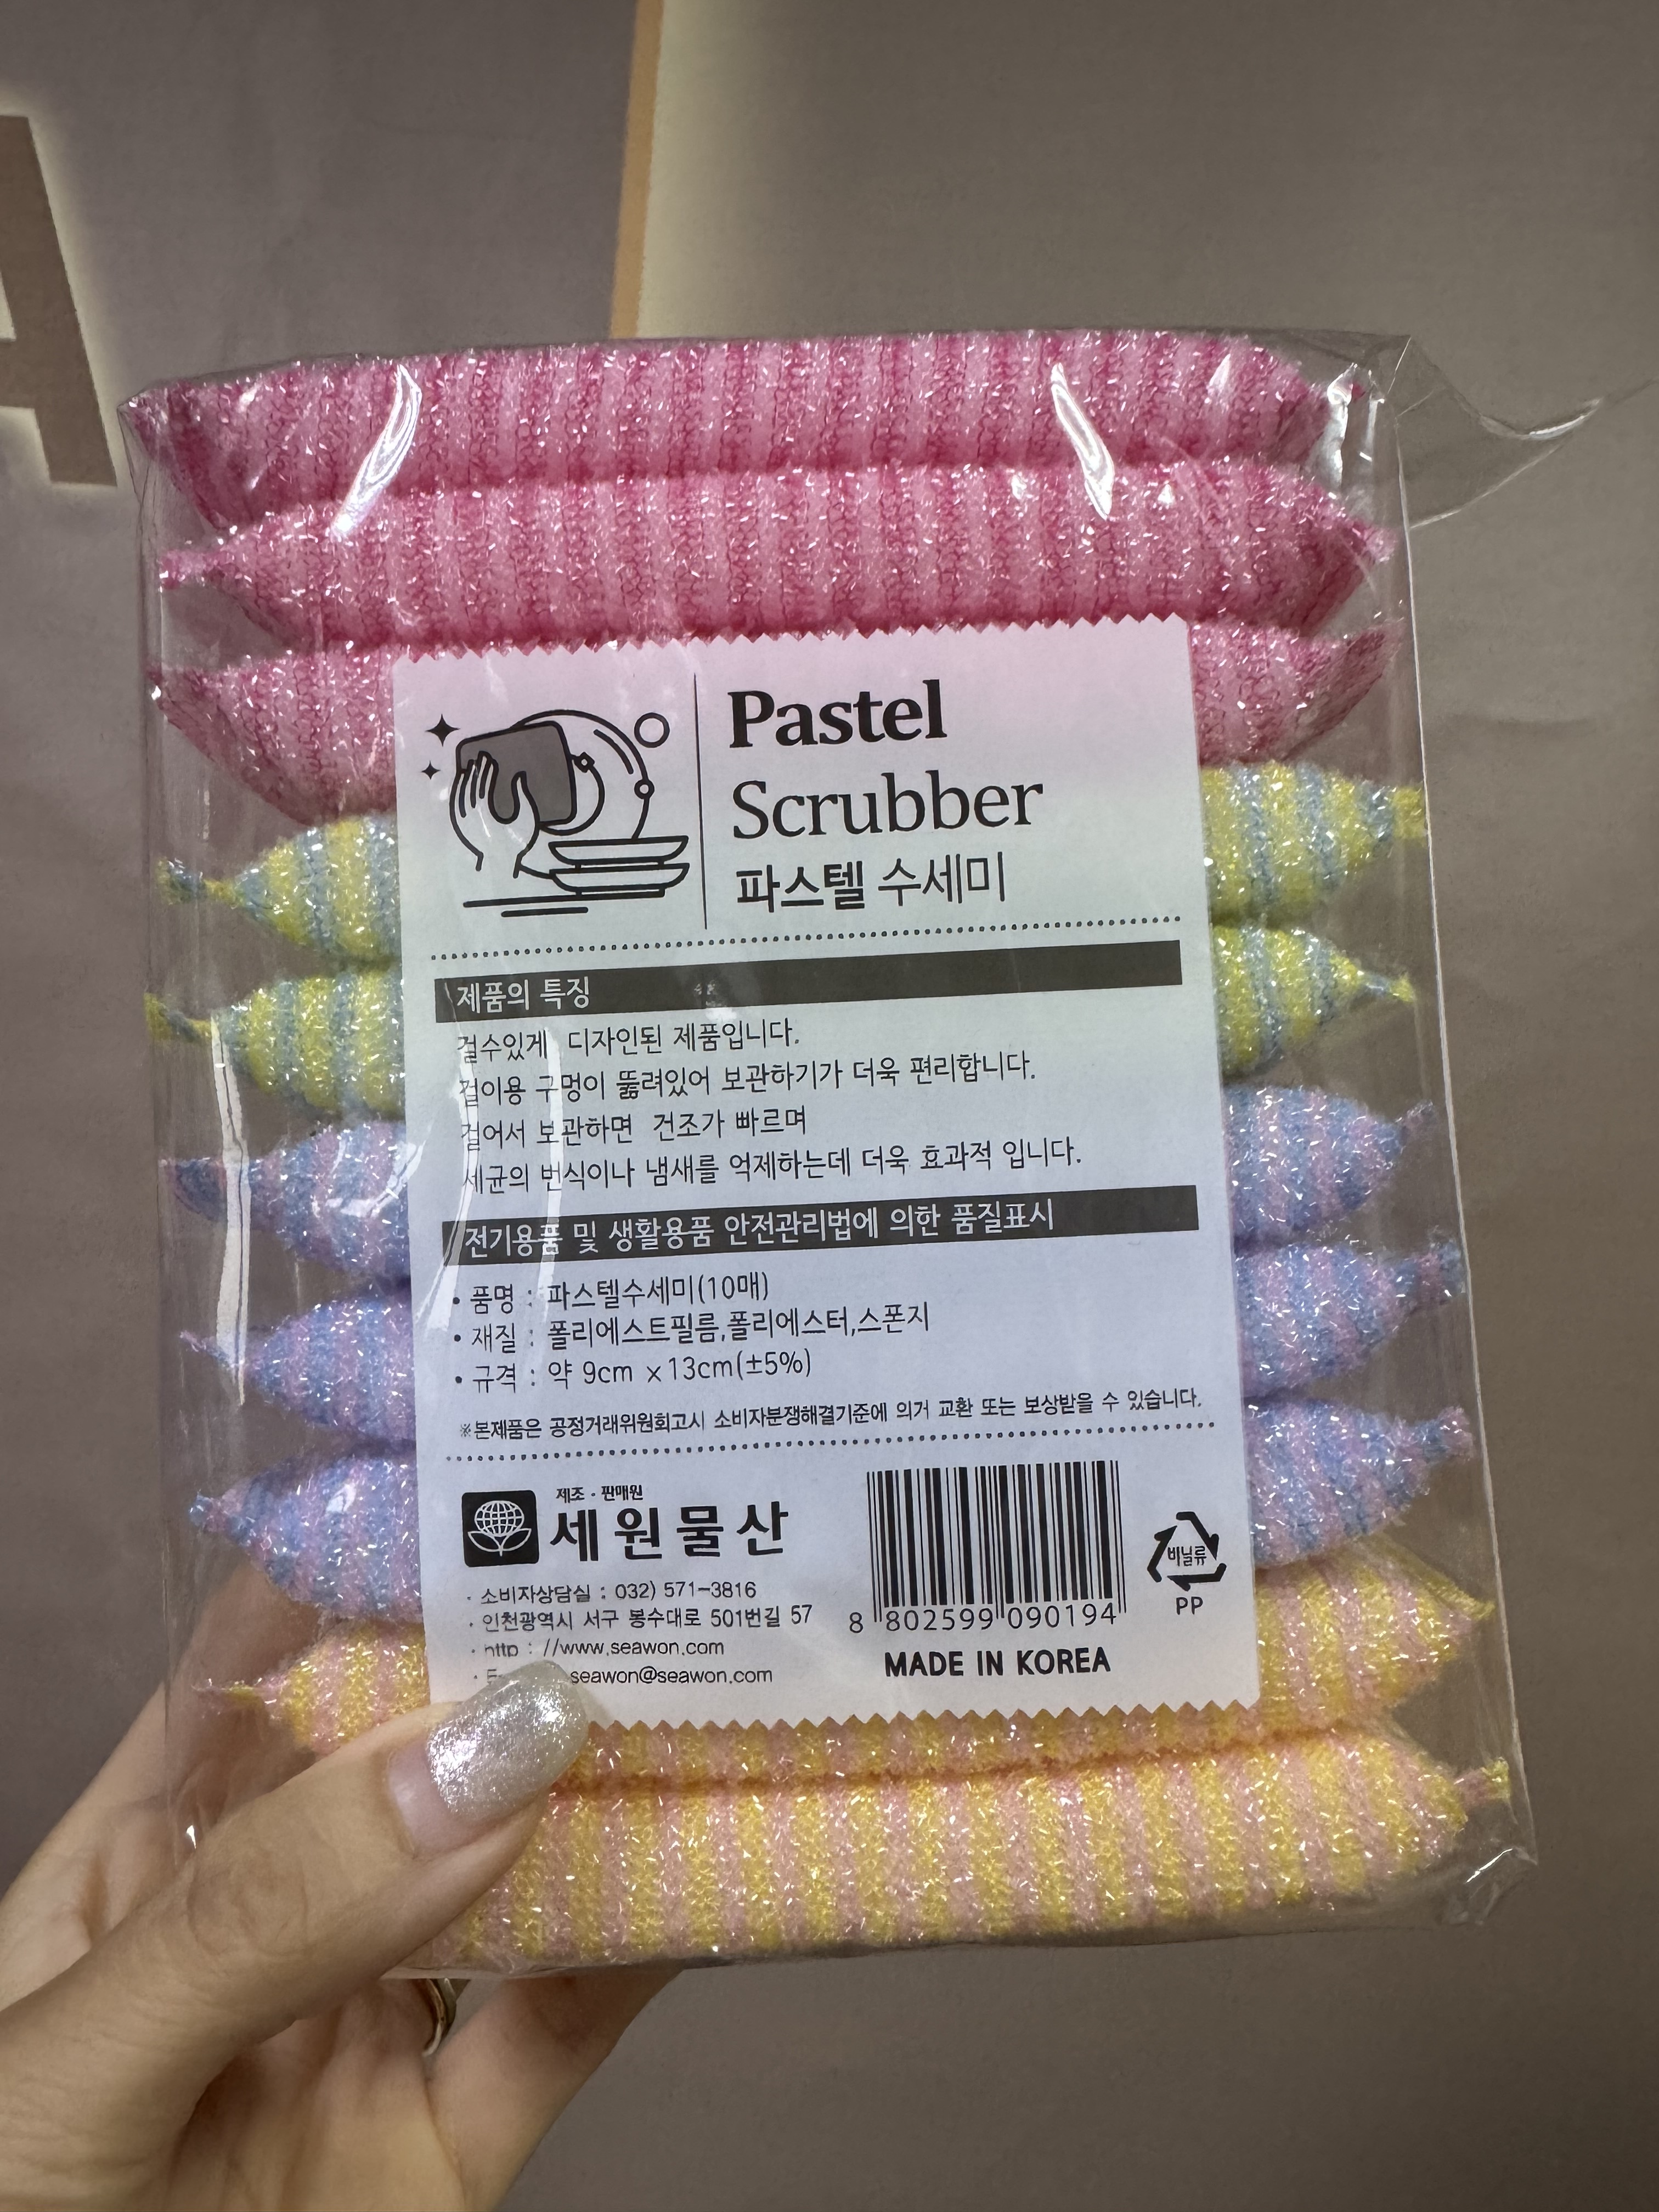 A
Pastel
Scrubber
파스텔 수세미
제품의 특징
걸수있게 디자인된 제품입니다.
걸이용 구멍이 뚫려있어 보관하기가 더욱 편리합니다.
걸어서 보관하면 건조가 빠르며
세균의 번식이나 냄새를 억제하는데 더욱 효과적 입니다.
전기용품 및 생활용품 안전관리법에 의한 품질표시
• 품명 : 파스텔수세미(10매)
• 재질 : 폴리에스트필름,폴리에스터,스폰지
• 규격 : 약 9cm x13cm(±5%)
※본제품은 공정거래위원회고시 소비자분쟁해결기준에 의거 교환 또는 보상받을 수 있습니다.
제조 · 판매원
세원물산
· 소비자상담실 : 032) 571-3816
· 인천광역시 서구 봉수대로 501번길 57
· http : //www.seawon.com
seawon@seawon.com
8 802599 090194
MADE IN KOREA
비닐류
PP